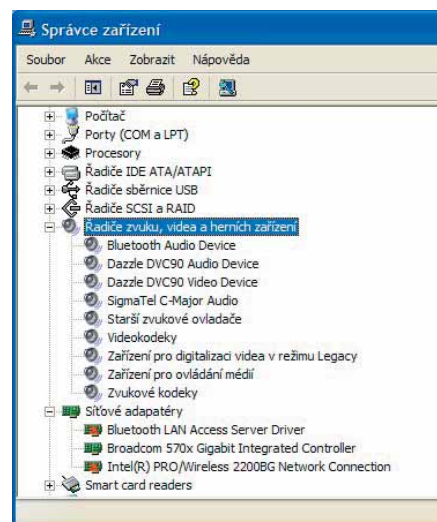 Správce zařízení
Soubor Akce Zobrazit Nápověda
Počítač
Porty (COM a LPT)
Procesory
Řadiče IDE ATA/ATAPI
Řadiče sběrnice USB
Řadiče SCSI a RAID
Řadiče zvuku, videa a herních zařízení
Bluetooth Audio Device
Dazzle DVC90 Audio Device
Dazzle DVC90 Video Device
SigmaTel C-Major Audio
Starší zvukové ovladače
Videokodeky
Zařízení pro digitalizaci videa v režimu Legacy
Zařízení pro ovládání médií
Zvukové kodeky
Síťové adaptéry
Bluetooth LAN Access Server Driver
Broadcom 570x Gigabit Integrated Controller
Intel(R) PRO/Wireless 2200BG Network Connection
Smart card readers